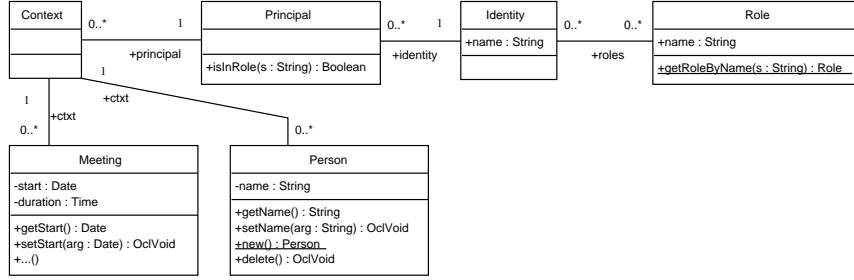 Context
0..*
1
+principal
Principal
+isInRole(s : String) : Boolean
0..*
1
+identity
Identity
+name : String
0..*
0..*
+roles
Role
+name : String
+getRoleByName(s : String) : Role
1
+ctxt
0..*
1
+ctxt
0..*
Meeting
-start : Date
-duration : Time
+getStart() : Date
+setStart(arg : Date) : OclVoid
+...()
Person
-name : String
+getName() : String
+setName(arg : String) : OclVoid
+new() : Person
+delete() : OclVoid